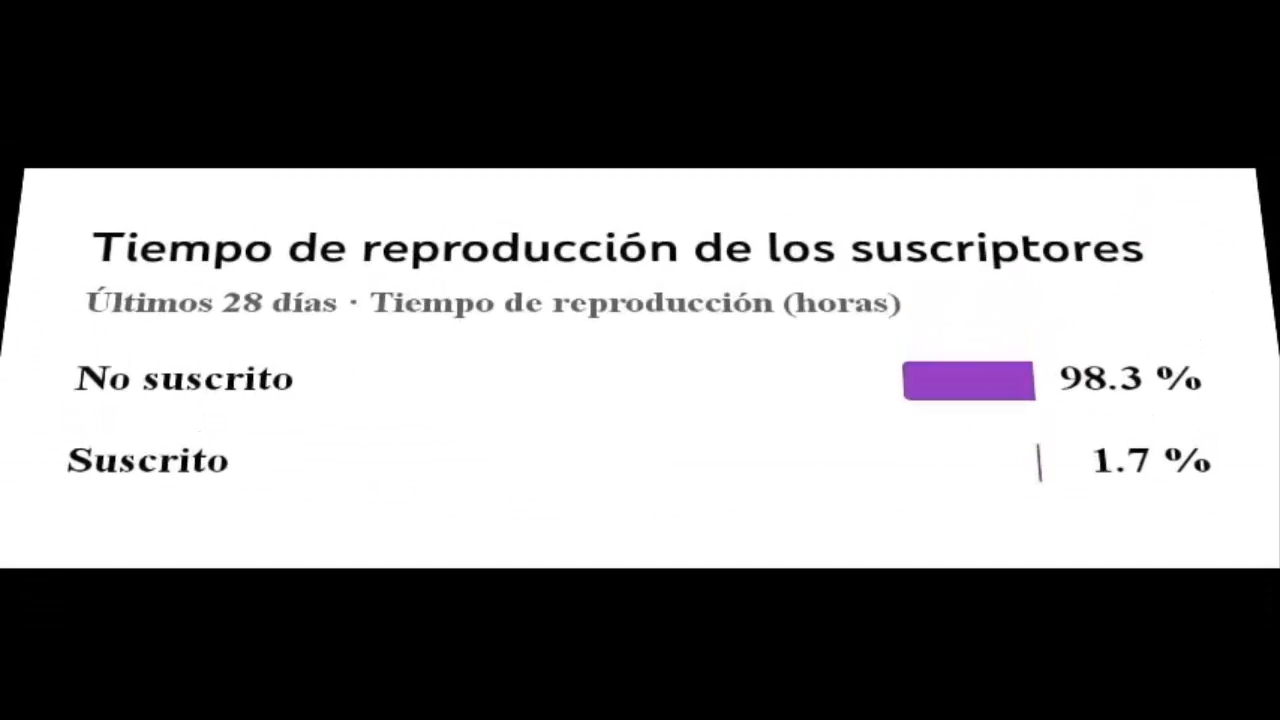 Tiempo de reproducción de los suscriptores
Últimos 28 días · Tiempo de reproducción (horas)
No suscrito 98.3 %
Suscrito 1.7 %